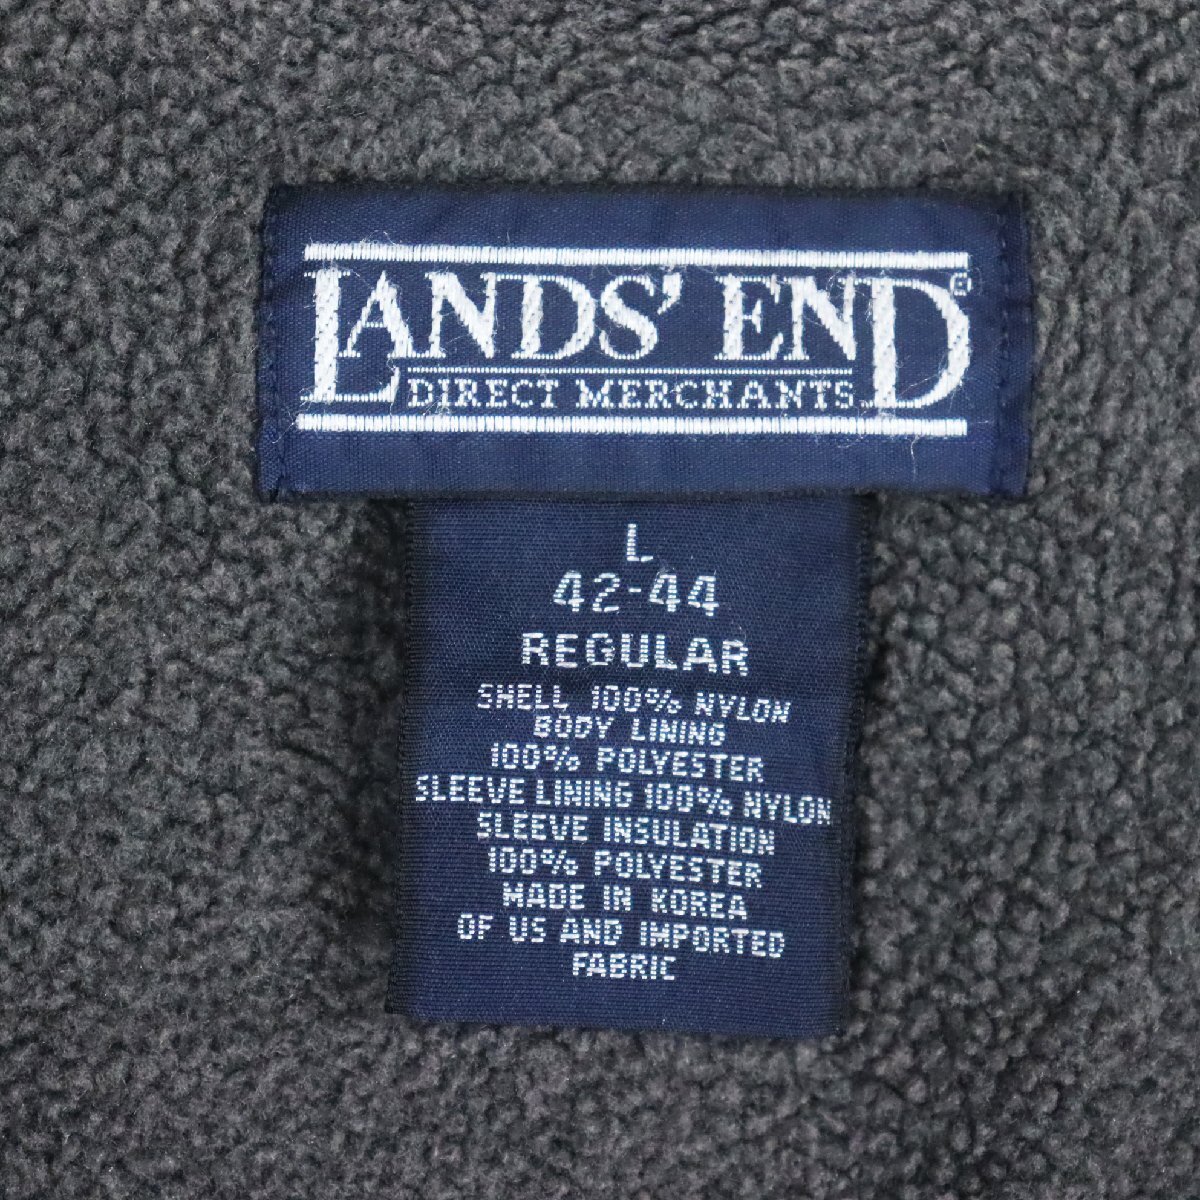 LANDS' END®
DIRECT MERCHANTS
L
42-44
REGULAR
SHELL 100% NYLON
BODY LINING
100% POLYESTER
SLEEVE LINING 100% NYLON
SLEEVE INSULATION
100% POLYESTER
MADE IN KOREA
OF US AND IMPORTED
FABRIC